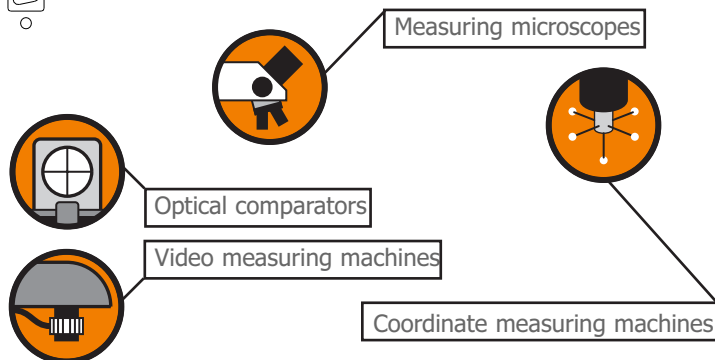 Measuring microscopes
Optical comparators
Video measuring machines
Coordinate measuring machines